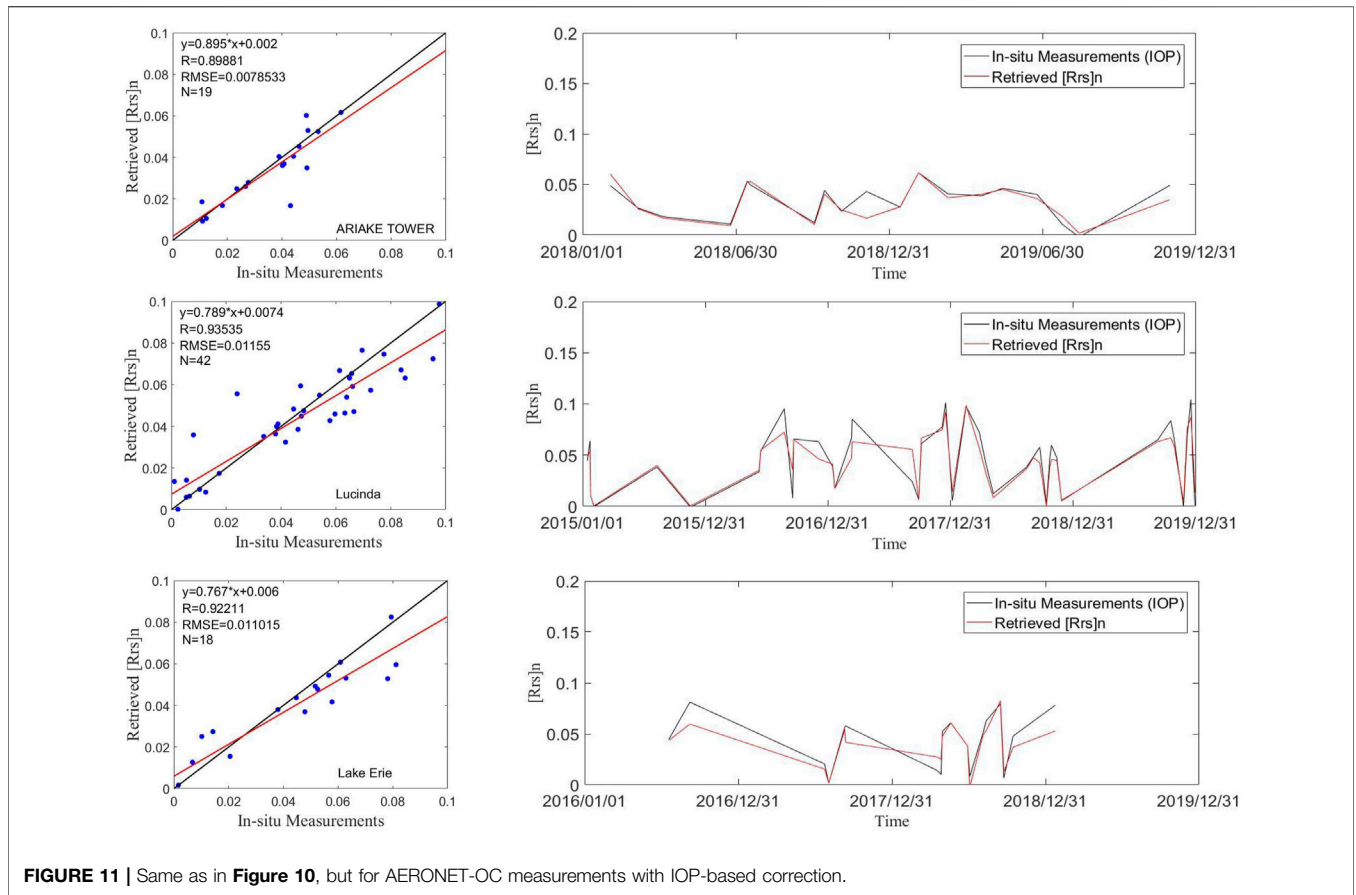 y=0.895*x+0.002
R=0.89881
RMSE=0.0078533
N=19
0.1
0.08
0.06
0.04
0.02
0
Retrieved [Rrs]n
ARIAKE TOWER
0 0.02 0.04 0.06 0.08 0.1
In-situ Measurements
0.2
0.15
0.1
0.05
0
[Rrs]n
In-situ Measurements (IOP)
Retrieved [Rrs]n
2018/01/01 2018/06/30 2018/12/31 2019/06/30 2019/12/31
Time
y=0.789*x+0.0074
R=0.93535
RMSE=0.01155
N=42
0.1
0.08
0.06
0.04
0.02
0
Retrieved [Rrs]n
Lucinda
0 0.02 0.04 0.06 0.08 0.1
In-situ Measurements
0.2
0.15
0.1
0.05
0
[Rrs]n
In-situ Measurements (IOP)
Retrieved [Rrs]n
2015/01/01 2015/12/31 2016/12/31 2017/12/31 2018/12/31 2019/12/31
Time
y=0.767*x+0.006
R=0.92211
RMSE=0.011015
N=18
0.1
0.08
0.06
0.04
0.02
0
Retrieved [Rrs]n
Lake Erie
0 0.02 0.04 0.06 0.08 0.1
In-situ Measurements
0.2
0.15
0.1
0.05
0
[Rrs]n
In-situ Measurements (IOP)
Retrieved [Rrs]n
2016/01/01 2016/12/31 2017/12/31 2018/12/31 2019/12/31
Time
FIGURE 11 | Same as in Figure 10, but for AERONET-OC measurements with IOP-based correction.